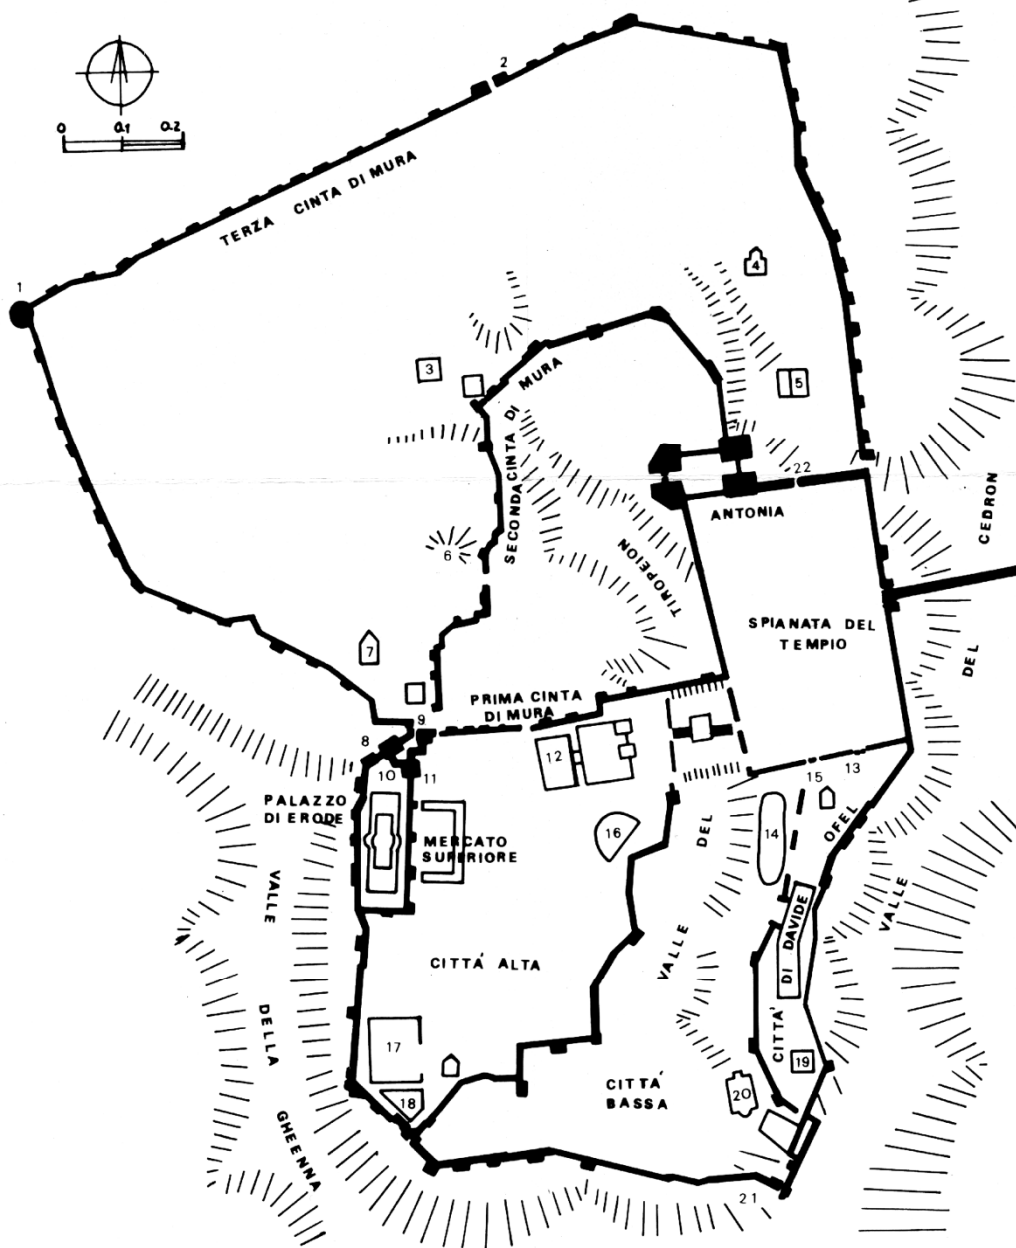 2
0 0.1 0.2
TERZA CINTA DI MURA
1
4
3
5
SECONDA CINTA DI MURA
22
ANTONIA
CEDRON
6
TIROPEION
SPIANATA DEL
TEMPIO
7
DEL
PRIMA CINTA
DI MURA
9
8
10
11
12
15
13
PALAZZO
DI ERODE
MERCATO
SUPERIORE
16
DEL
14
OFEL
VALLE
VALLE
DI DAVIDE
VALLE
CITTÁ ALTA
DELLA
17
CITTA'
19
18
CITTÁ
BASSA
20
GHEENNA
21